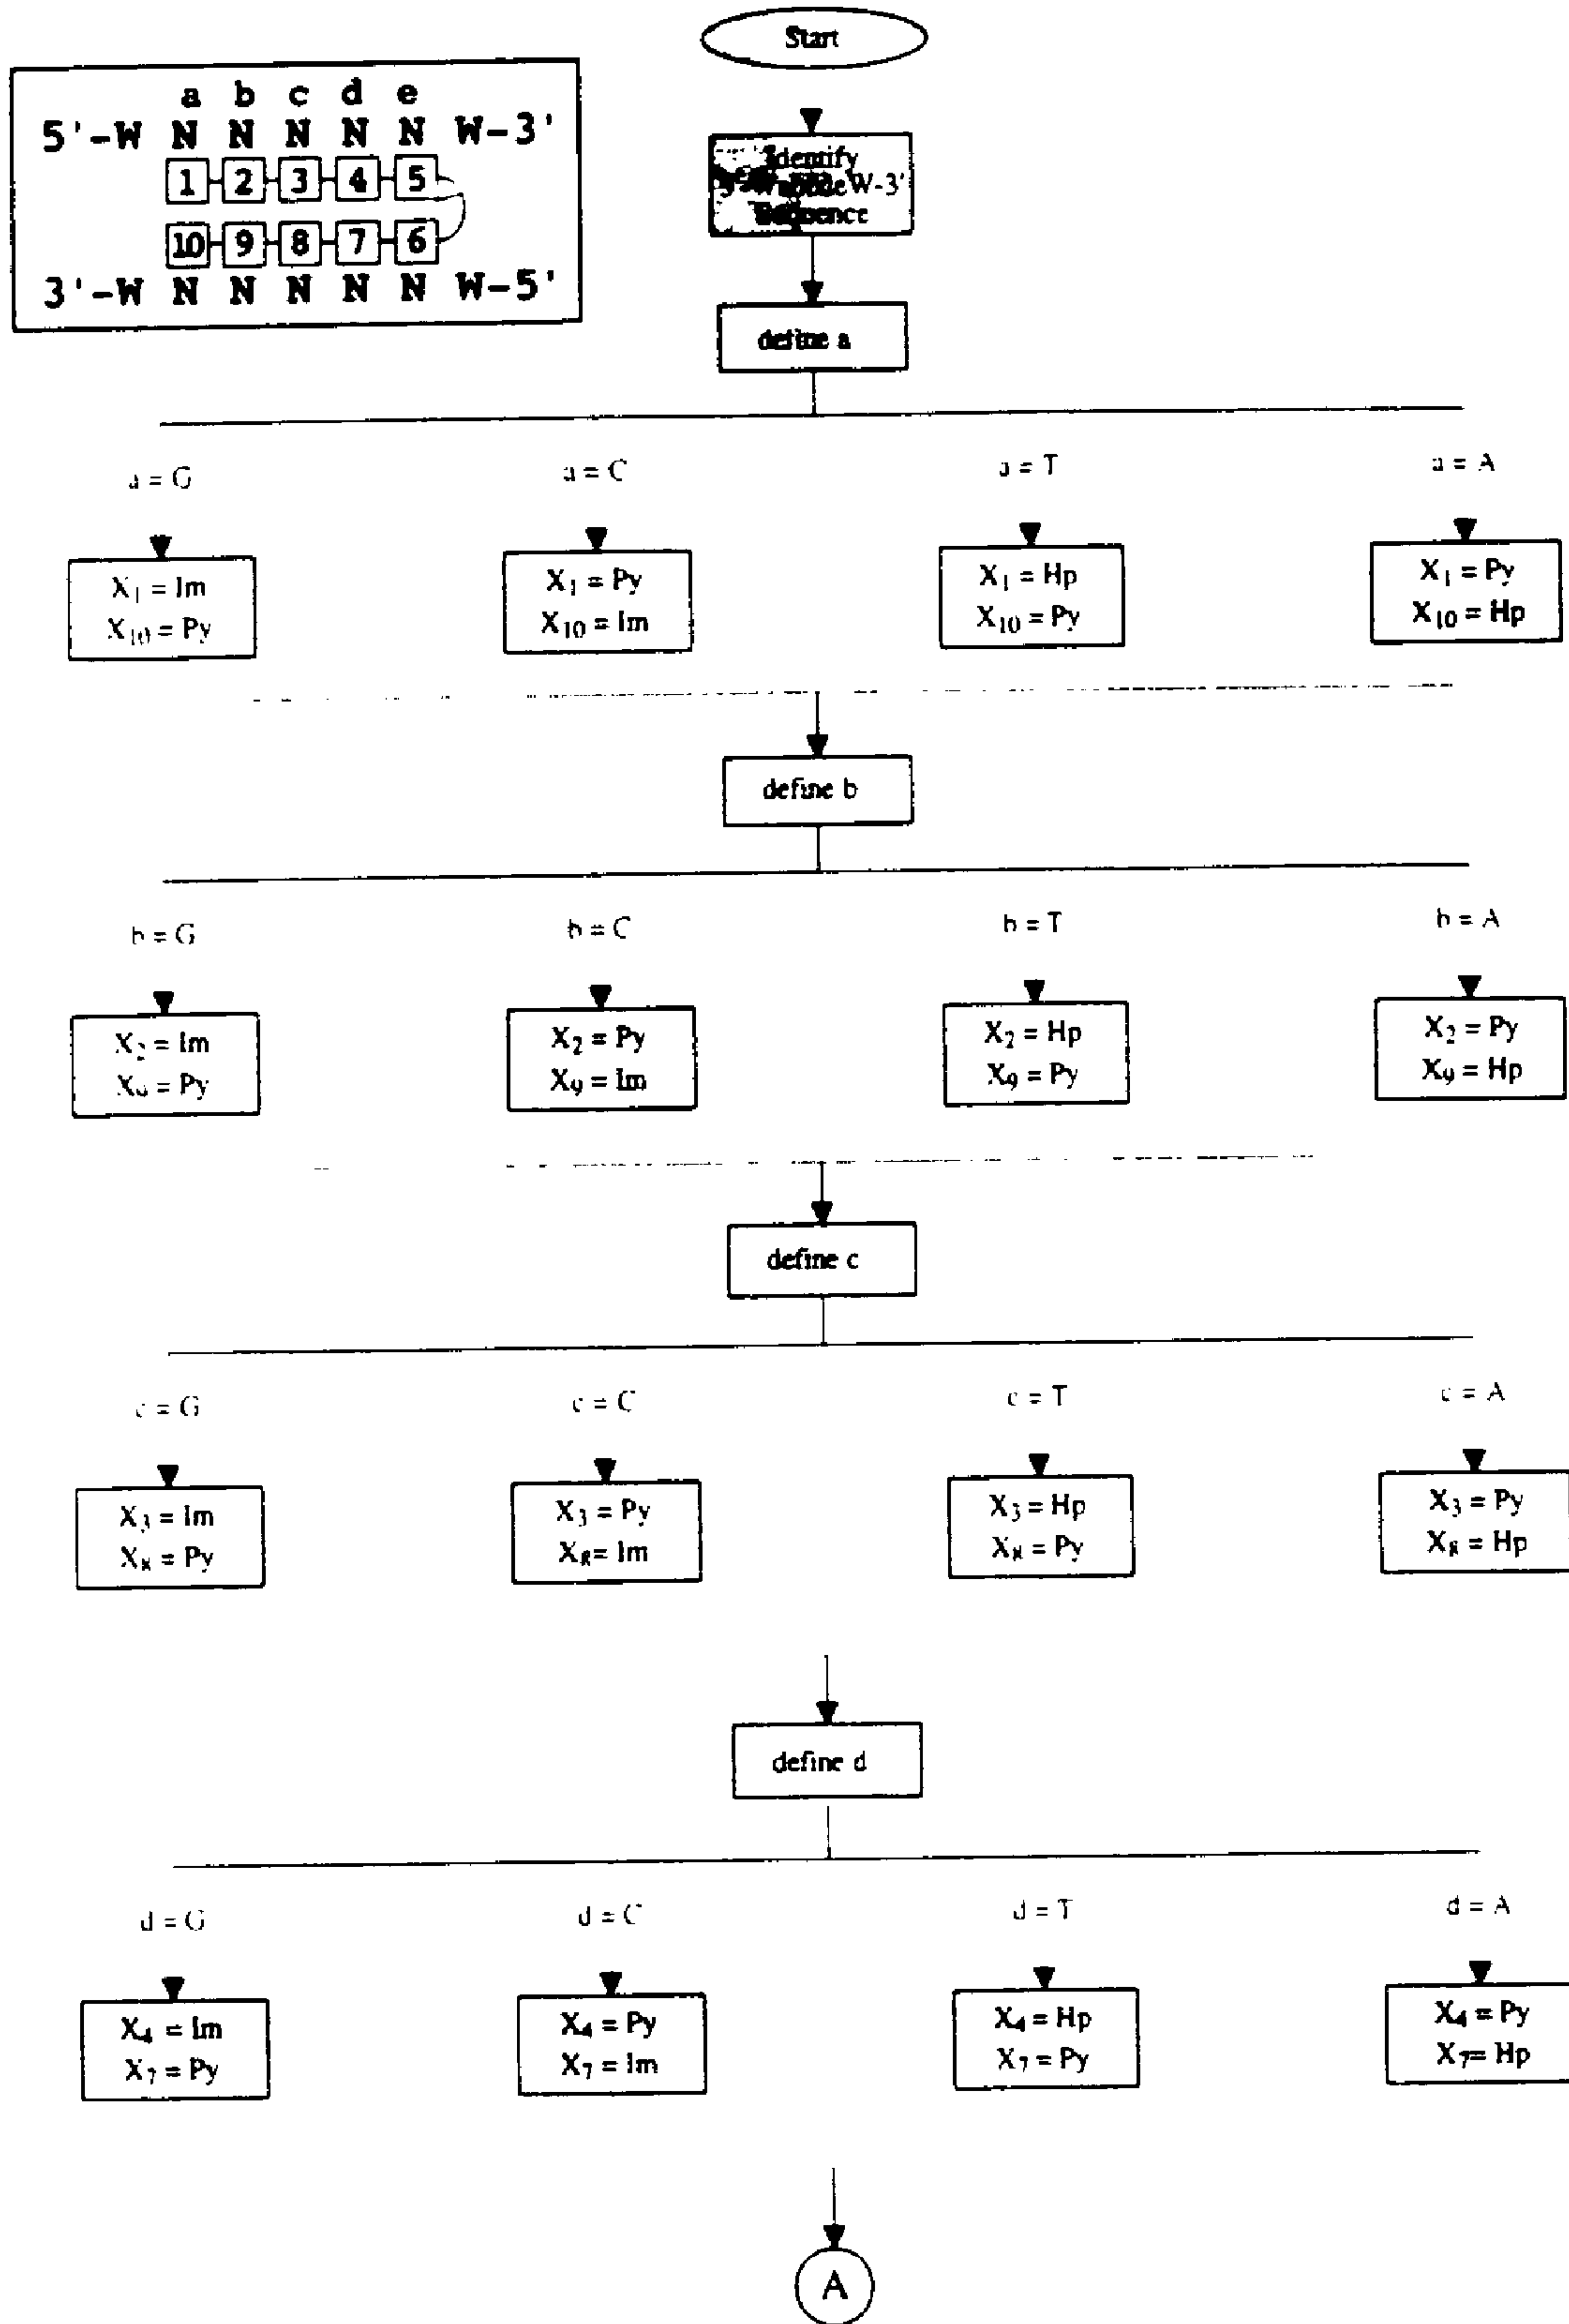 Start
a b c d e
5'-W N N N N N W-3'
1 2 3 4 5
10 9 8 7 6
3'-W N N N N N W-5'
Identify
W-3'
define a
a = G
a = C
a = T
a = A
X1 = Im
X10 = Py
X1 = Py
X10 = Im
X1 = Hp
X10 = Py
X1 = Py
X10 = Hp
define b
b = G
b = C
b = T
b = A
X2 = Im
X9 = Py
X2 = Py
X9 = Im
X2 = Hp
X9 = Py
X2 = Py
X9 = Hp
define c
c = G
c = C
c = T
c = A
X3 = Im
X8 = Py
X3 = Py
X8= Im
X3 = Hp
X8 = Py
X3 = Py
X8 = Hp
define d
d = G
d = C
d = T
d = A
X4 = Im
X7 = Py
X4 = Py
X7 = Im
X4 = Hp
X7 = Py
X4 = Py
X7= Hp
A